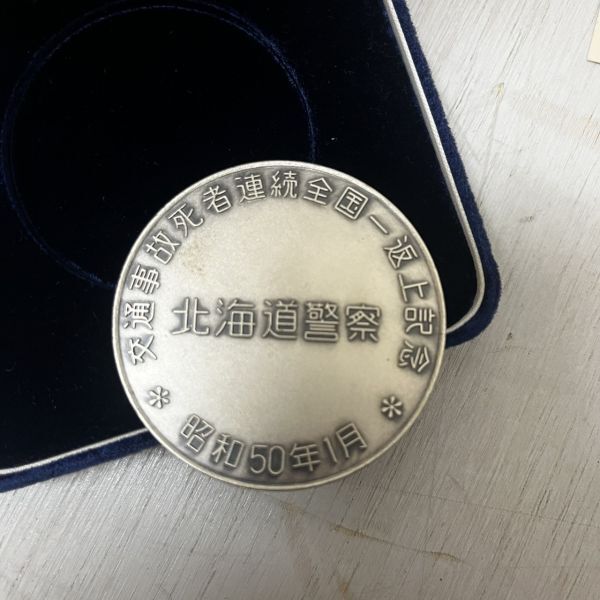 交通事故死者連続全国一返上記念
北海道警察
昭和50年1月